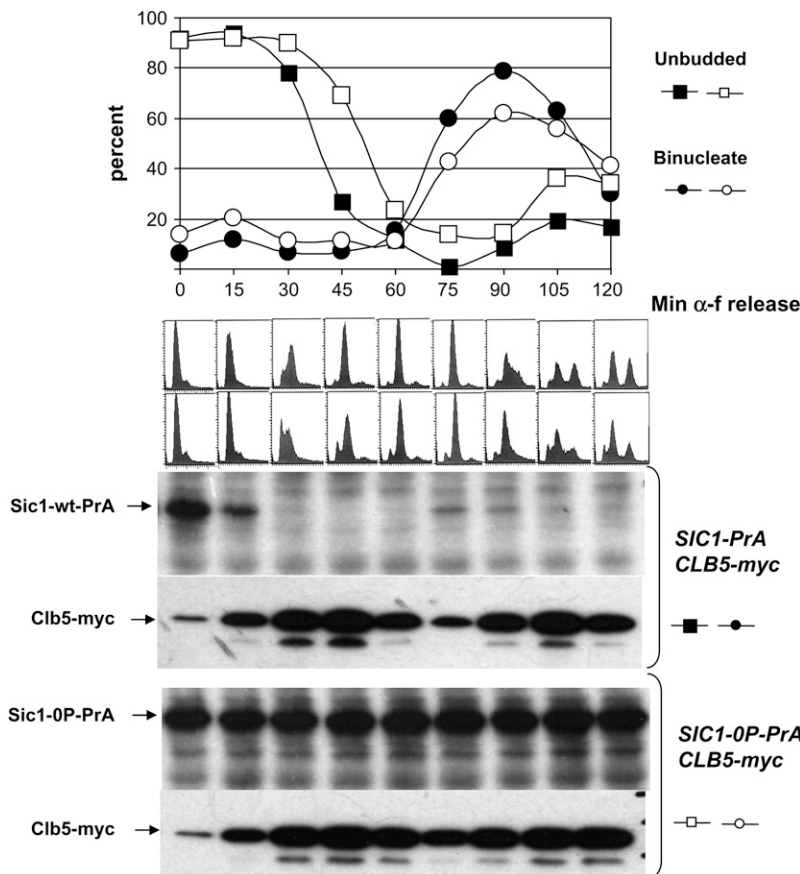 100
80
60
40
20
percent
0 15 30 45 60 75 90 105 120
Min α-f release
Unbudded
Binucleate
Sic1-wt-PrA
Clb5-myc
SIC1-PrA
CLB5-myc
Sic1-0P-PrA
Clb5-myc
SIC1-0P-PrA
CLB5-myc